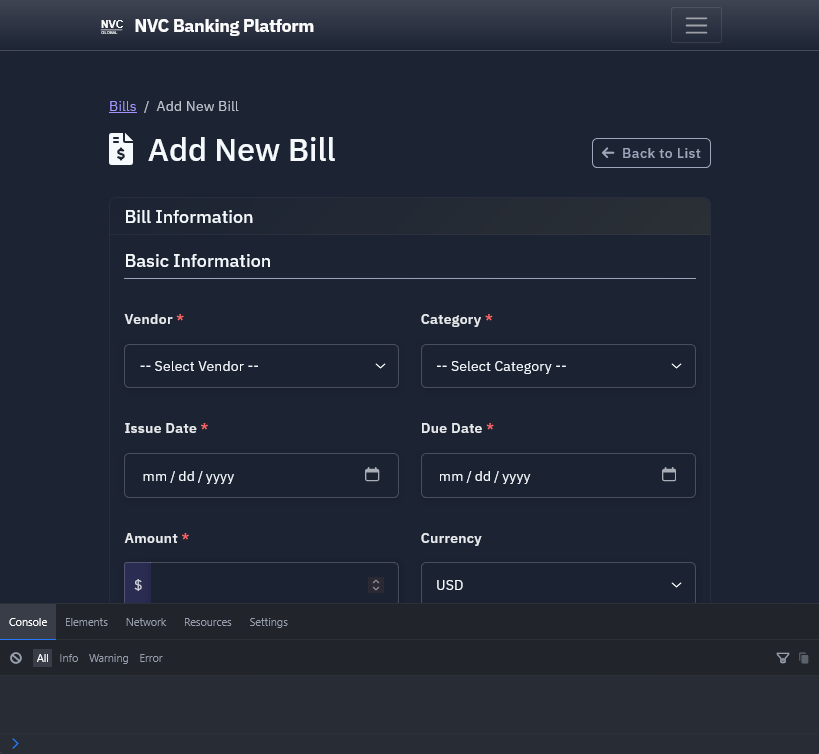 NVC GLOBAL NVC Banking Platform
Bills / Add New Bill
Add New Bill
← Back to List
Bill Information
Basic Information
Vendor * Category *
-- Select Vendor -- -- Select Category --
Issue Date * Due Date *
mm / dd / yyyy mm / dd / yyyy
Amount * Currency
$ USD
Console Elements Network Resources Settings
All Info Warning Error